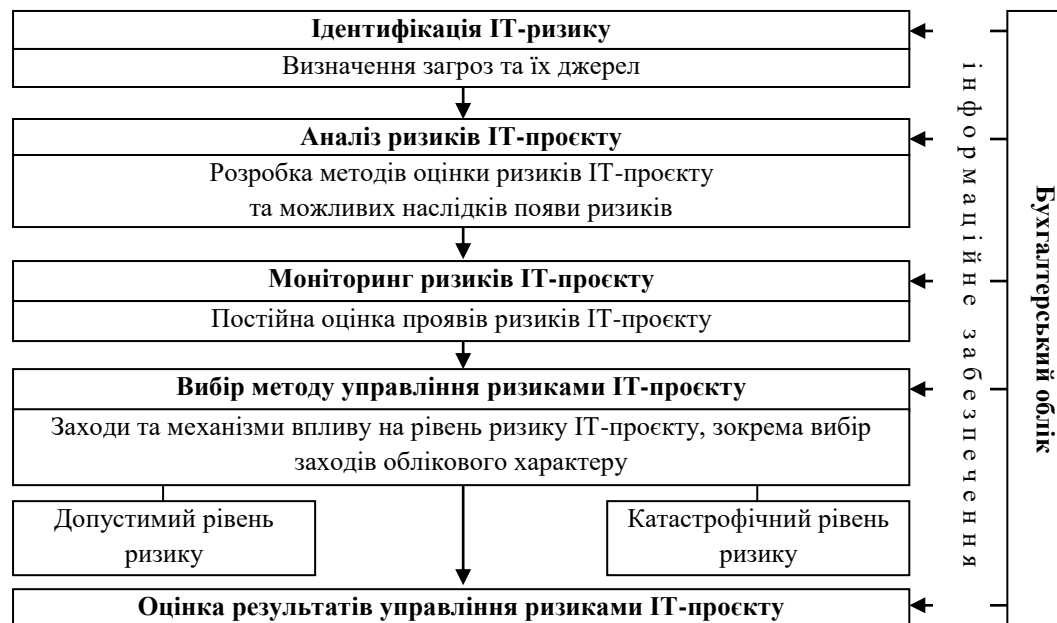 Ідентифікація ІТ-ризику
Визначення загроз та їх джерел
Аналіз ризиків ІТ-проєкту
Розробка методів оцінки ризиків ІТ-проєкту
та можливих наслідків появи ризиків
Моніторинг ризиків ІТ-проєкту
Постійна оцінка проявів ризиків ІТ-проєкту
Вибір методу управління ризиками ІТ-проєкту
Заходи та механізми впливу на рівень ризику ІТ-проєкту, зокрема вибір
заходів облікового характеру
Допустимий рівень
ризику
Катастрофічний рівень
ризику
Оцінка результатів управління ризиками ІТ-проєкту
інформаційне забезпечення
Бухгалтерський облік